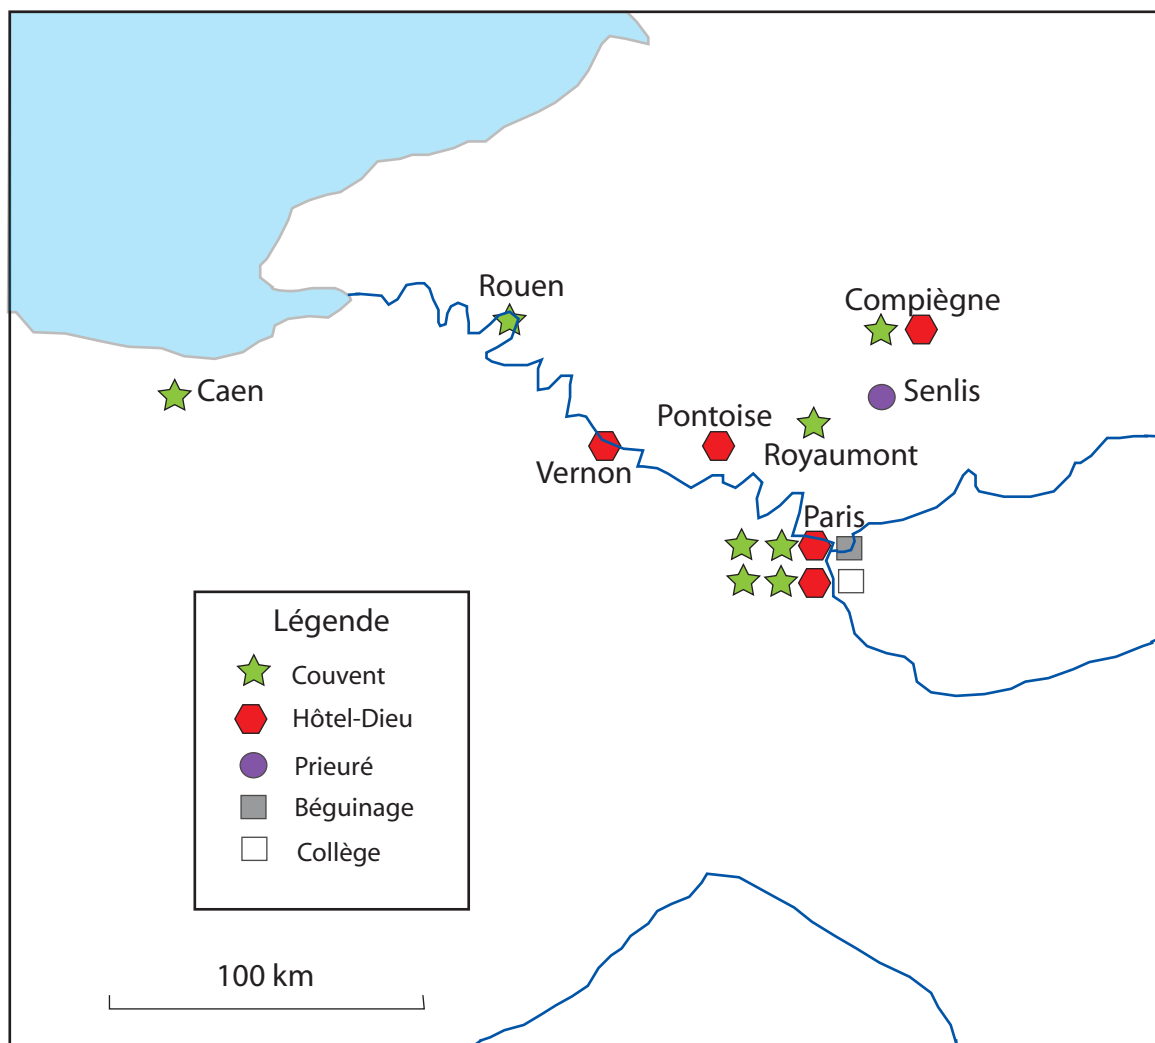 Rouen
Compiègne
Caen
Senlis
Pontoise
Royaumont
Vernon
Paris
Légende
Couvent
Hôtel-Dieu
Prieuré
Béguinage
Collège
100 km